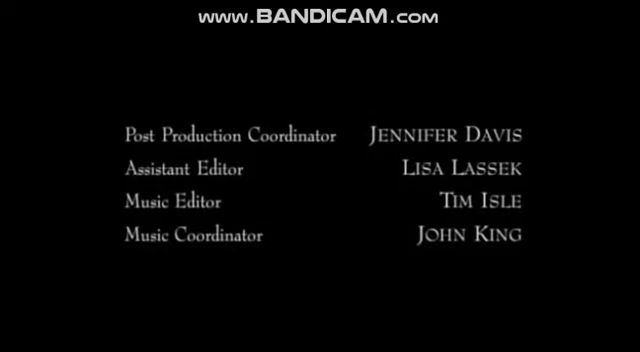 www.BANDICAM.com
Post Production Coordinator JENNIFER DAVIS
Assistant Editor LISA LASSEK
Music Editor TIM ISLE
Music Coordinator JOHN KING